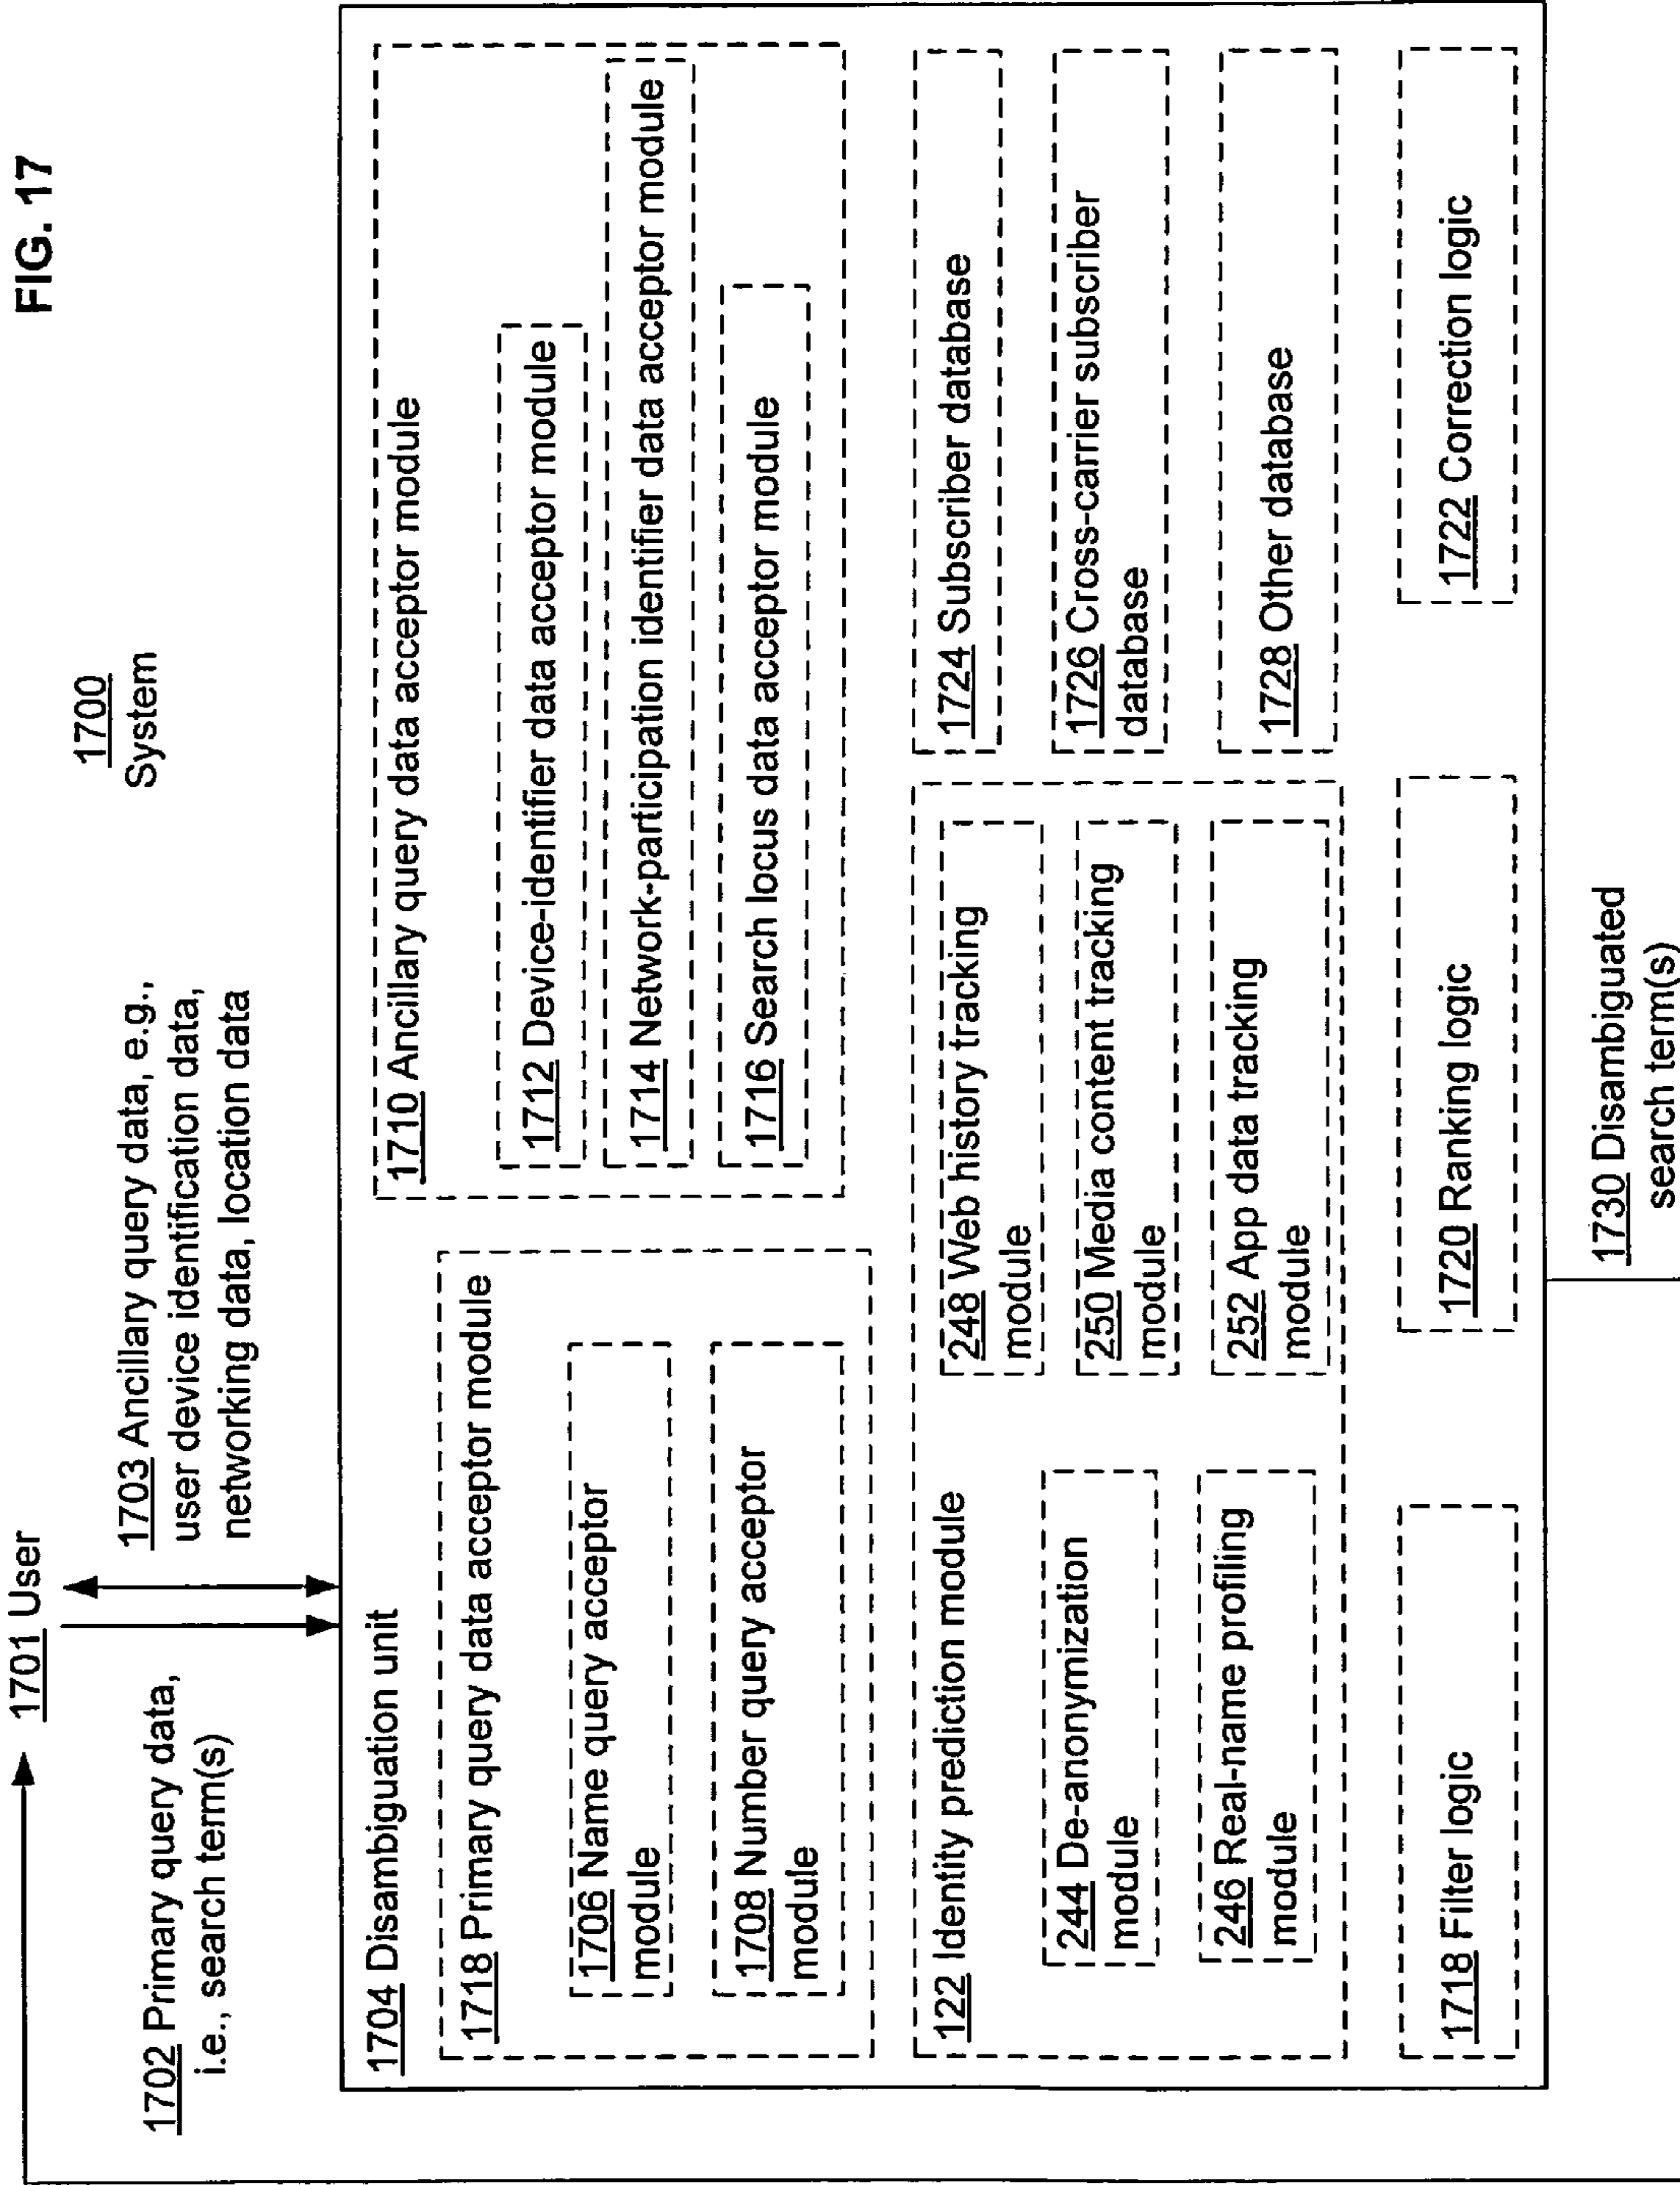 FIG. 17
1700
System
1701 User
1702 Primary query data,
i.e., search term(s)
1703 Ancillary query data, e.g.,
user device identification data,
networking data, location data
1704 Disambiguation unit
1718 Primary query data acceptor module
1706 Name query acceptor
module
1708 Number query acceptor
module
1710 Ancillary query data acceptor module
1712 Device-identifier data acceptor module
1714 Network-participation identifier data acceptor module
1716 Search locus data acceptor module
122 Identity prediction module
244 De-anonymization
module
246 Real-name profiling
module
248 Web history tracking
module
250 Media content tracking
module
252 App data tracking
module
1724 Subscriber database
1726 Cross-carrier subscriber
database
1728 Other database
1718 Filter logic
1720 Ranking logic
1722 Correction logic
1730 Disambiguated
search term(s)